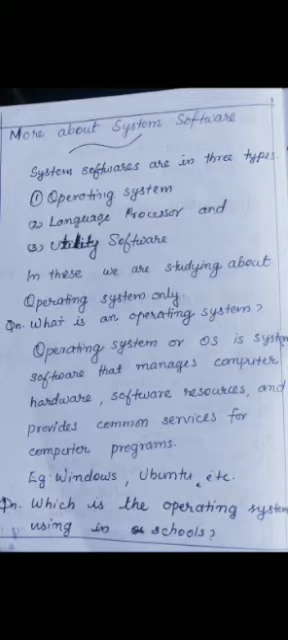 More about System Software
System softwares are in three types.
① Operating system
(2) Language Processor and
(3) Utility Software
In these we are studying about
Operating system only.
Qn. What is an operating system?
Operating system or OS is system
software that manages computer
hardware, software resources, and
provides common services for
computer programs.
Eg: Windows, Ubuntu, etc.
Qn. Which is the operating system
using in schools?